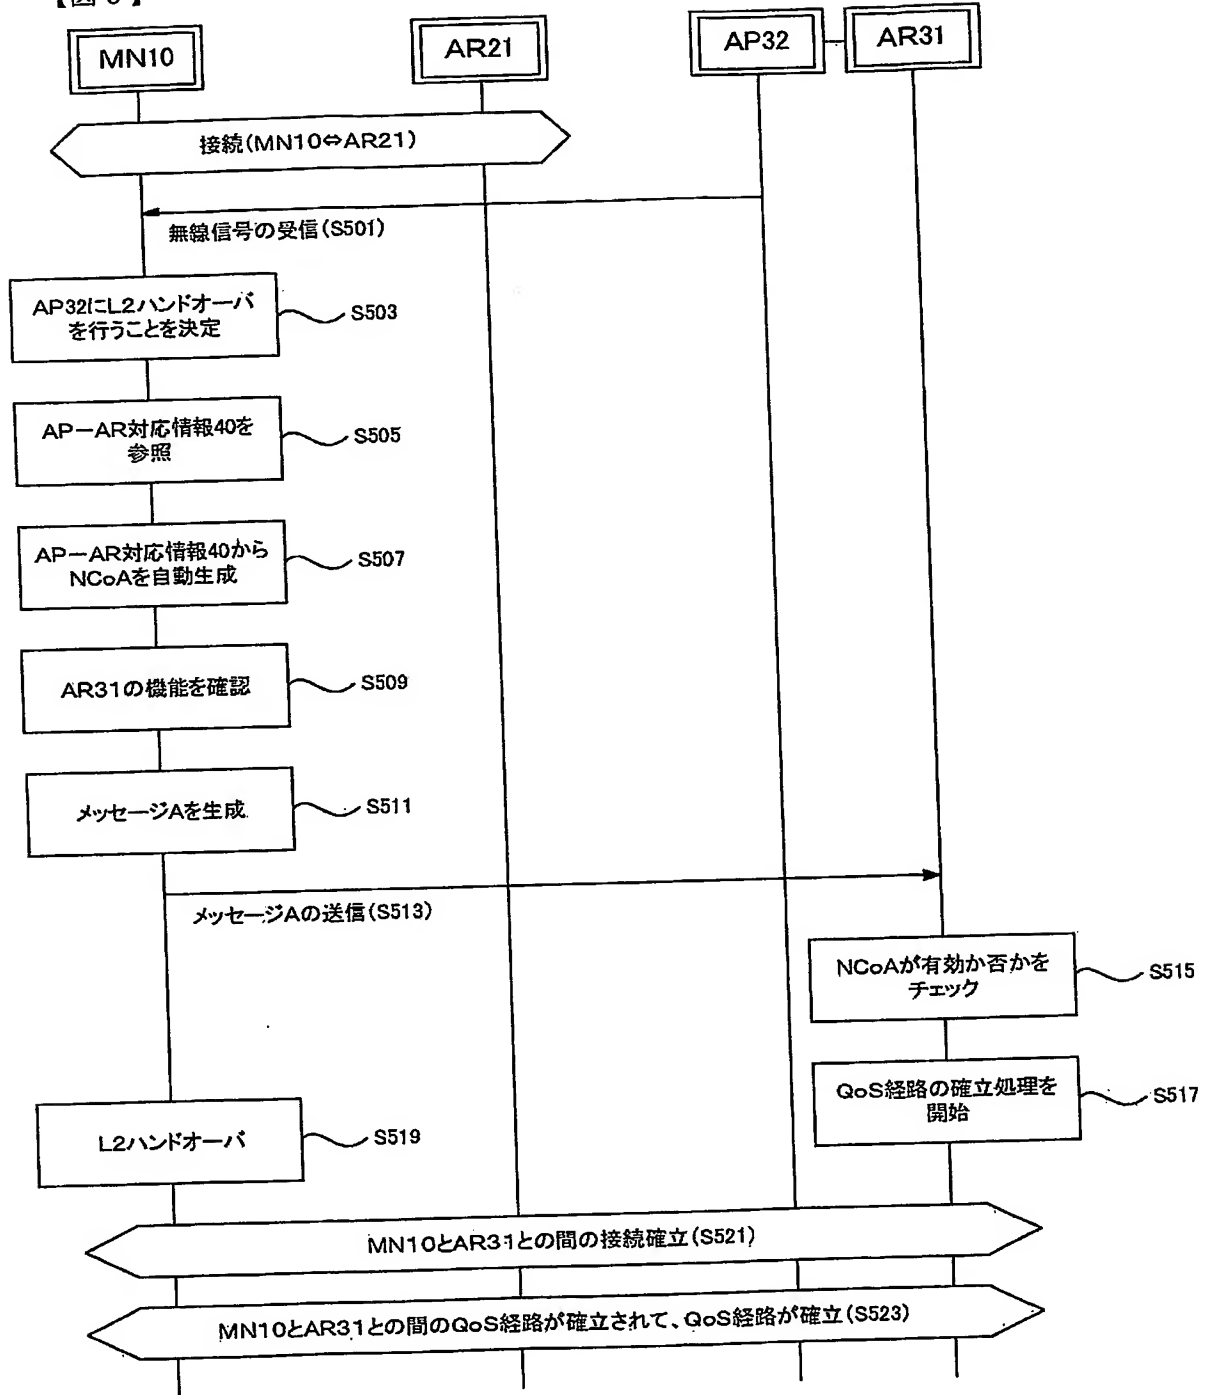 MN10
AR21
AP32
AR31
接続(MN10⇔AR21)
無線信号の受信(S501)
AP32にL2ハンドオーバ
を行うことを決定
S503
AP－AR対応情報40を
参照
S505
AP－AR対応情報40から
NCoAを自動生成
S507
AR31の機能を確認
S509
メッセージAを生成
S511
メッセージAの送信(S513)
NCoAが有効か否かを
チェック
S515
QoS経路の確立処理を
開始
S517
L2ハンドオーバ
S519
MN10とAR31との間の接続確立(S521)
MN10とAR31との間のQoS経路が確立されて、QoS経路が確立(S523)